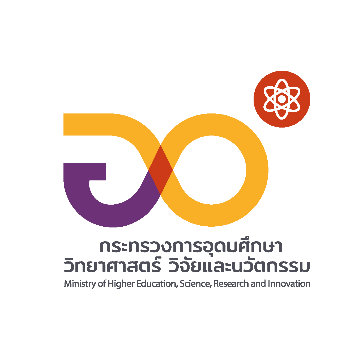 กระทรวงการอุดมศึกษา
วิทยาศาสตร์ วิจัยและนวัตกรรม
Ministry of Higher Education, Science, Research and Innovation